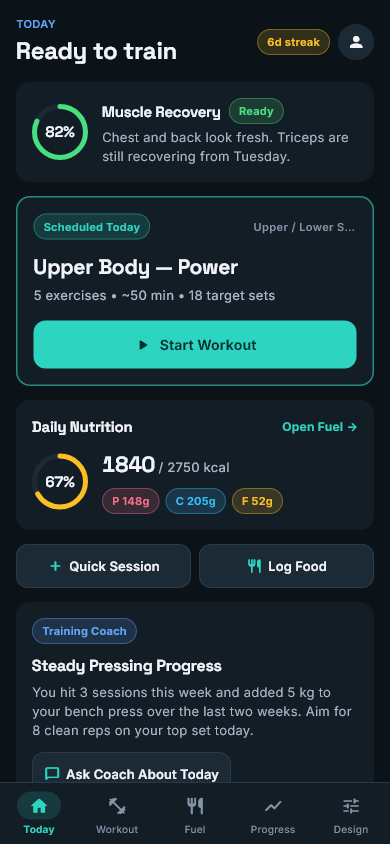 TODAY
Ready to train
6d streak
82%
Muscle Recovery
Ready
Chest and back look fresh. Triceps are
still recovering from Tuesday.
Scheduled Today
Upper / Lower S...
Upper Body — Power
5 exercises • ~50 min • 18 target sets
Start Workout
Daily Nutrition
Open Fuel →
67%
1840 / 2750 kcal
P 148g
C 205g
F 52g
+ Quick Session
Log Food
Training Coach
Steady Pressing Progress
You hit 3 sessions this week and added 5 kg to
your bench press over the last two weeks. Aim for
8 clean reps on your top set today.
Ask Coach About Today
Today
Workout
Fuel
Progress
Design